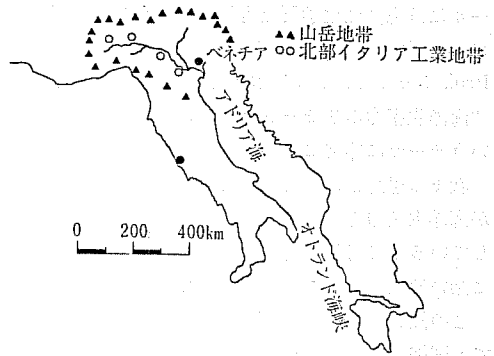 ▲▲山岳地帯
○○北部イタリア工業地帯
ベネチア
アドリア海
オトランド海峡
0 200 400km